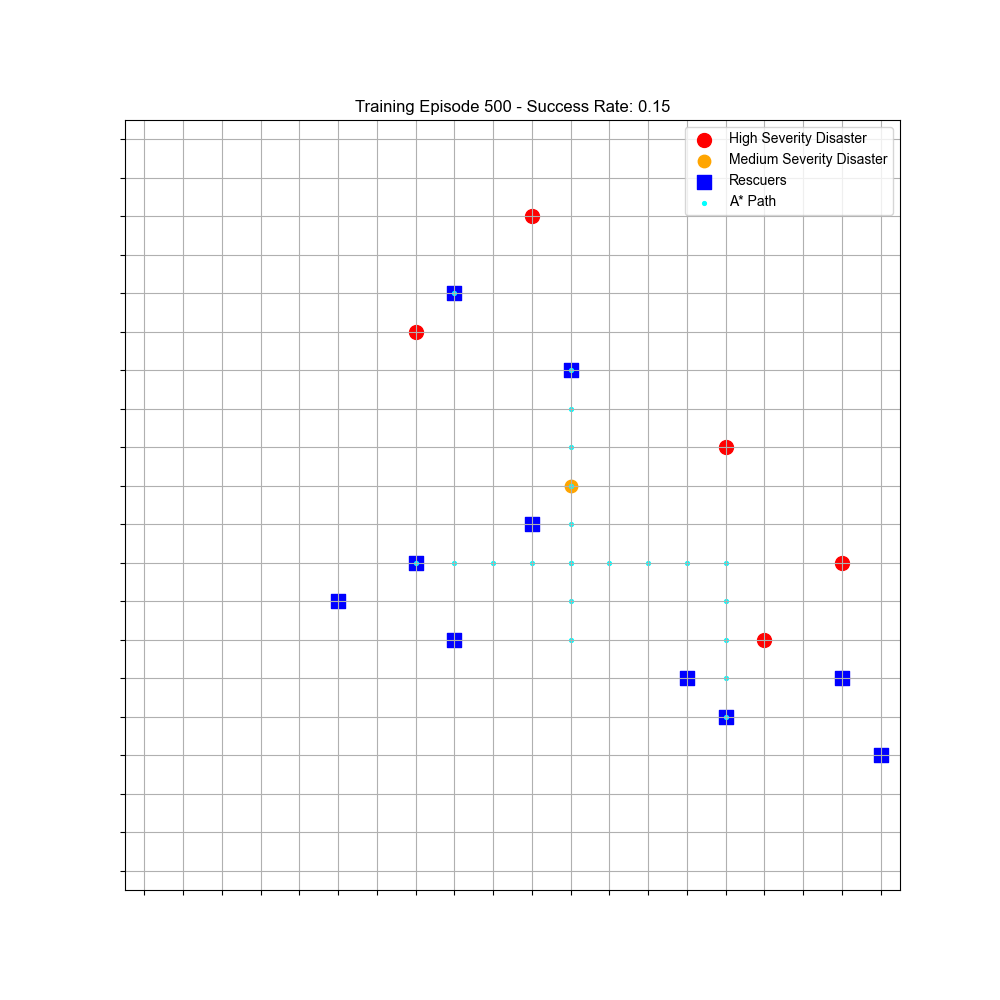 Training Episode 500 - Success Rate: 0.15
High Severity Disaster
Medium Severity Disaster
Rescuers
A* Path